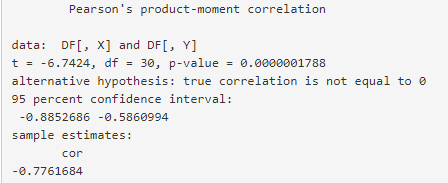 Pearson's product-moment correlation
data:  DF[, X] and DF[, Y]
t = -6.7424, df = 30, p-value = 0.0000001788
alternative hypothesis: true correlation is not equal to 0
95 percent confidence interval:
 -0.8852686 -0.5860994
sample estimates:
       cor
-0.7761684